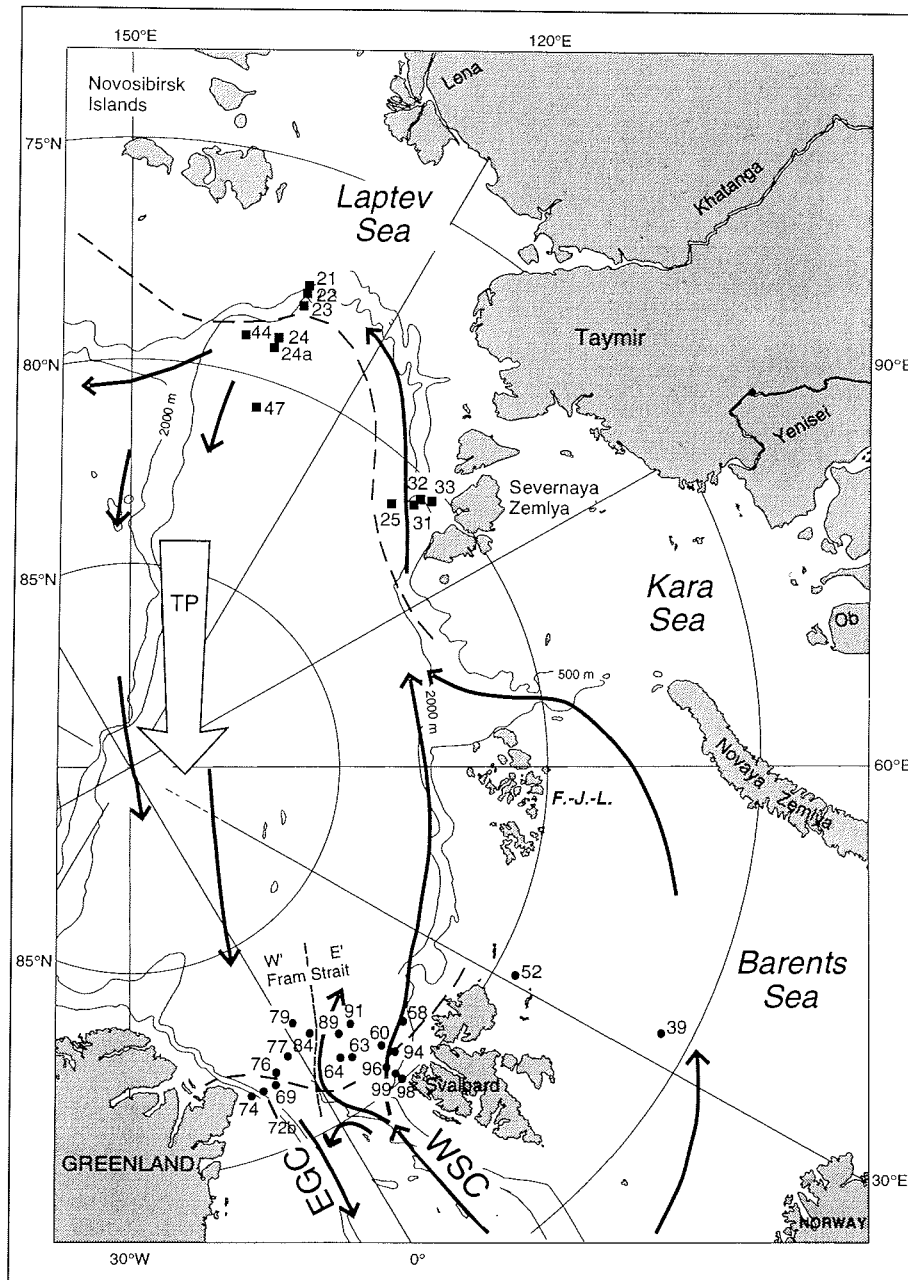 150°E
120°E
Novosibirsk
Islands
Lena
75°N
Laptev
Sea
Khatanga
21
22
23
44
24
24a
Taymir
80°N
90°E
2000 m
47
Yenisei
32
33
25
31
Severnaya
Zemlya
85°N
TP
Kara
Sea
Ob
500 m
2000 m
Novaya Zemlya
60°E
F.-J.-L.
85°N
W'
E'
Fram Strait
52
Barents
Sea
79
89
91
68
39
77
84
63
60
94
76
64
96
99
98
Svalbard
74
69
72b
GREENLAND
EGC
WSC
30°E
NORWAY
30°W
0°